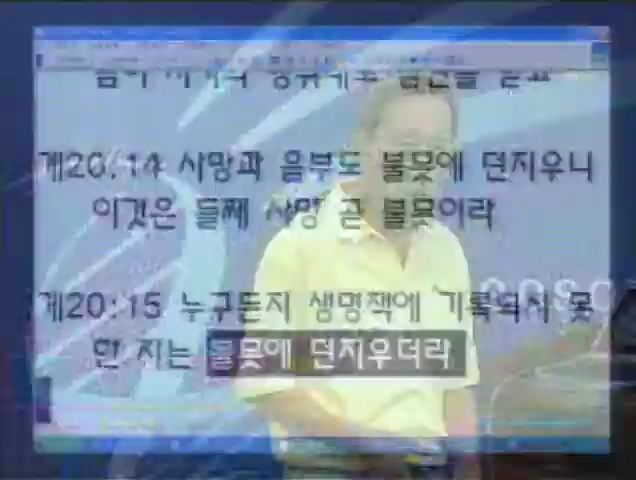 계20:14 사망과 음부도 불못에 던지우니
이것은 둘째 사망 곧 불못이라
계20:15 누구든지 생명책에 기록되지 못
한 자는 불못에 던지우더라